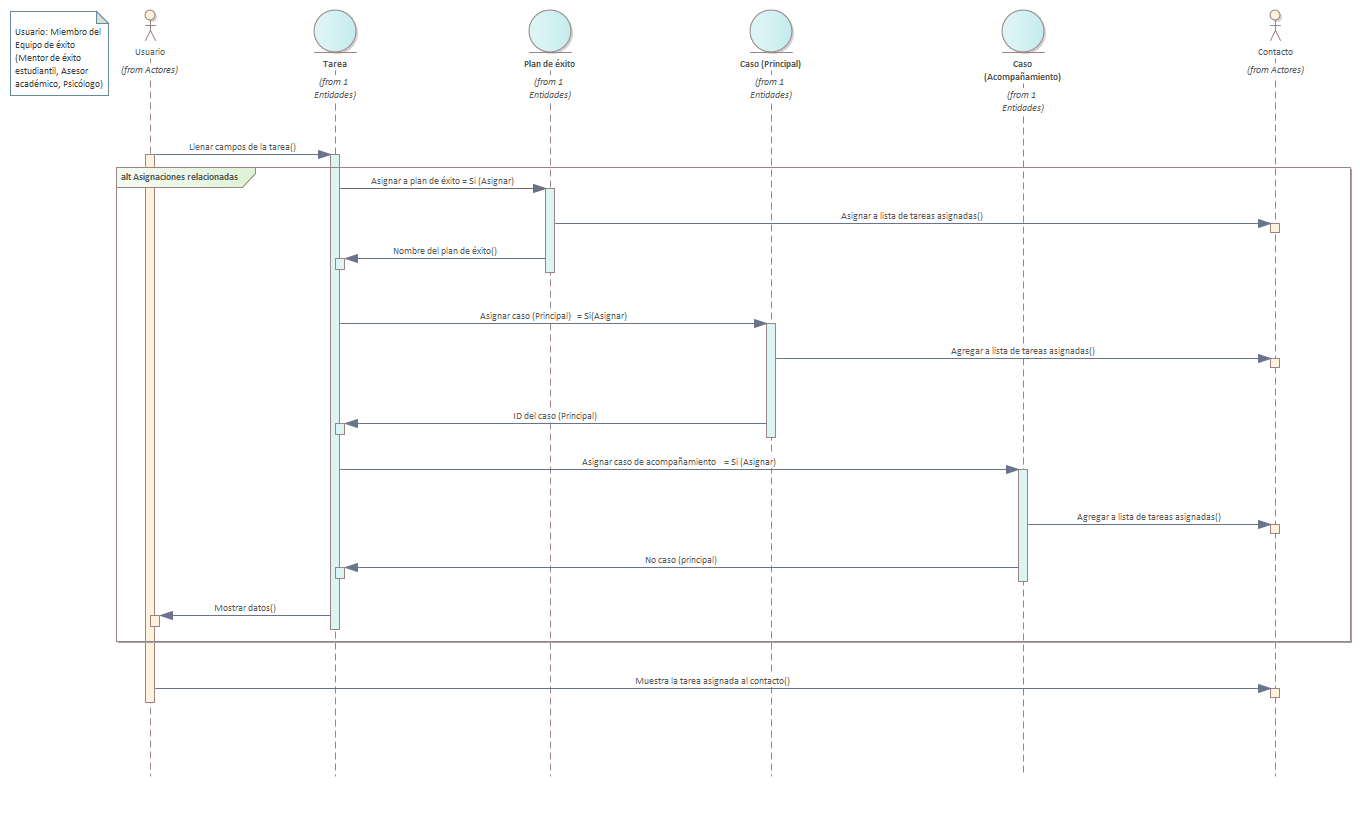 Usuario: Miembro del
Equipo de éxito
(Mentor de éxito
estudiantil, Asesor
académico, Psicólogo)
Usuario
(from Actores)
Tarea
(from 1
Entidades)
Plan de éxito
(from 1
Entidades)
Caso (Principal)
(from 1
Entidades)
Caso
(Acompañamiento)
(from 1
Entidades)
Contacto
(from Actores)
Llenar campos de la tarea()
alt Asignaciones relacionadas
Asignar a plan de éxito = Si (Asignar)
Asignar a lista de tareas asignadas()
Nombre del plan de éxito()
Asignar caso (Principal) = Si(Asignar)
Agregar a lista de tareas asignadas()
ID del caso (Principal)
Asignar caso de acompañamiento = Si (Asignar)
Agregar a lista de tareas asignadas()
No caso (principal)
Mostrar datos()
Muestra la tarea asignada al contacto()